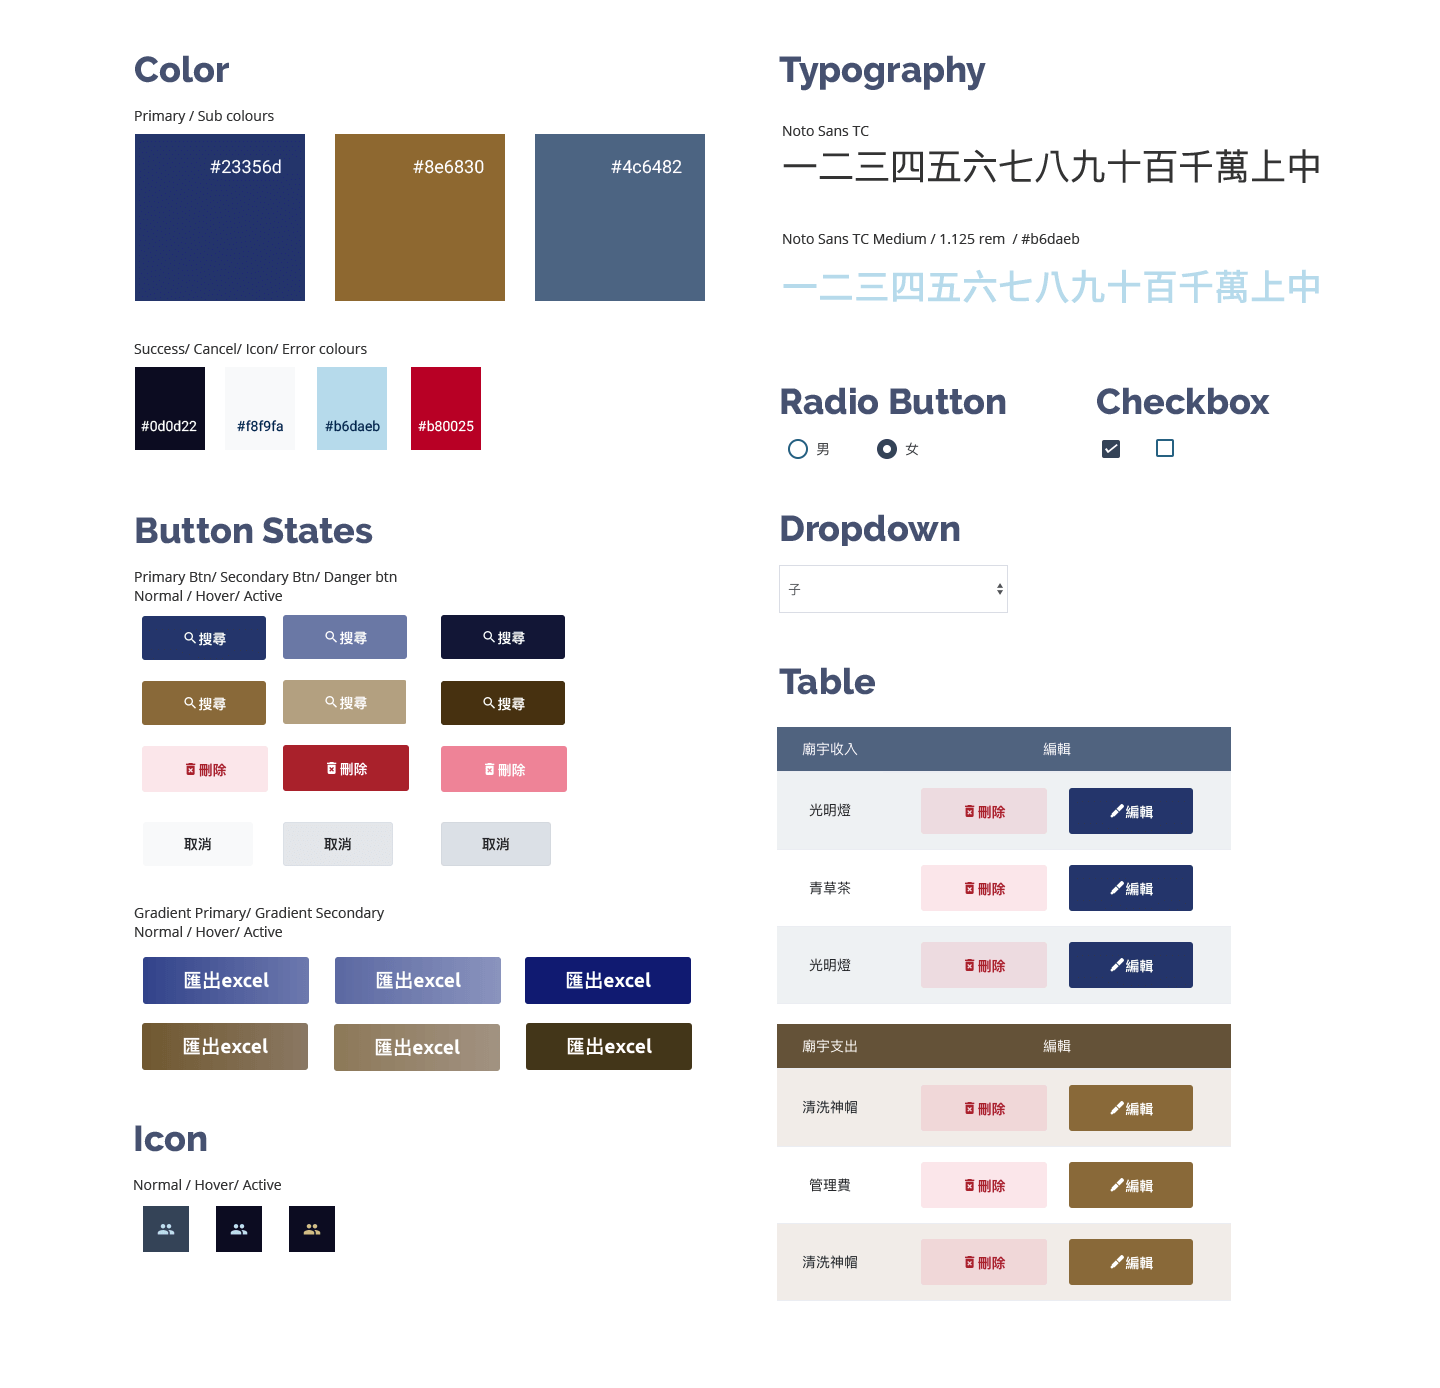 Color
Primary / Sub colours
#23356d
#8e6830
#4c6482
Success/ Cancel/ Icon/ Error colours
#0d0d22
#f8f9fa
#b6daeb
#b80025
Button States
Primary Btn/ Secondary Btn/ Danger btn
Normal / Hover/ Active
搜尋
搜尋
搜尋
搜尋
搜尋
搜尋
刪除
刪除
刪除
取消
取消
取消
Gradient Primary/ Gradient Secondary
Normal / Hover/ Active
匯出excel
匯出excel
匯出excel
匯出excel
匯出excel
匯出excel
Icon
Normal / Hover/ Active
Typography
Noto Sans TC
一二三四五六七八九十百千萬上中
Noto Sans TC Medium / 1.125 rem / #b6daeb
一二三四五六七八九十百千萬上中
Radio Button
男
女
Checkbox
Dropdown
子
Table
廟宇收入 編輯
光明燈 刪除 編輯
青草茶 刪除 編輯
光明燈 刪除 編輯
廟宇支出 編輯
清洗神帽 刪除 編輯
管理費 刪除 編輯
清洗神帽 刪除 編輯